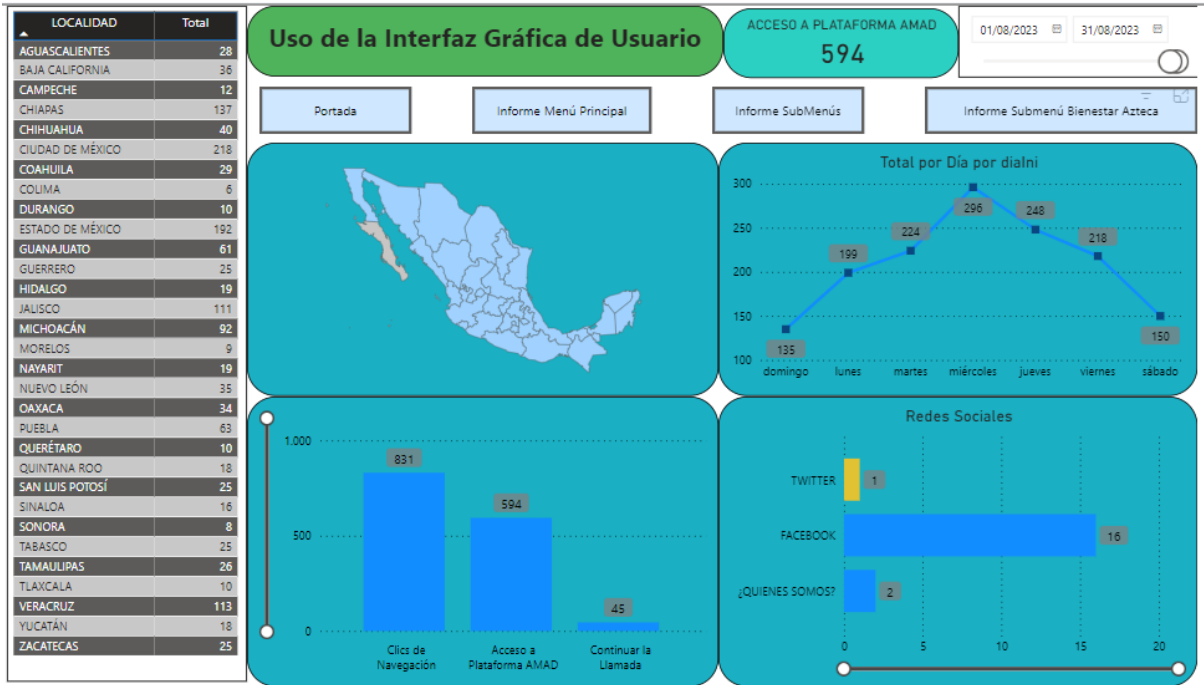 LOCALIDAD Total
AGUASCALIENTES 28
BAJA CALIFORNIA 36
CAMPECHE 12
CHIAPAS 137
CHIHUAHUA 40
CIUDAD DE MÉXICO 218
COAHUILA 29
COLIMA 6
DURANGO 10
ESTADO DE MÉXICO 192
GUANAJUATO 61
GUERRERO 25
HIDALGO 19
JALISCO 111
MICHOACÁN 92
MORELOS 9
NAYARIT 19
NUEVO LEÓN 35
OAXACA 34
PUEBLA 63
QUERÉTARO 10
QUINTANA ROO 18
SAN LUIS POTOSÍ 25
SINALOA 16
SONORA 8
TABASCO 25
TAMAULIPAS 26
TLAXCALA 10
VERACRUZ 113
YUCATÁN 18
ZACATECAS 25
Uso de la Interfaz Gráfica de Usuario
ACCESO A PLATAFORMA AMAD
594
01/08/2023 31/08/2023
Portada
Informe Menú Principal
Informe SubMenús
Informe Submenú Bienestar Azteca
Total por Día por diaIni
300
250
200
150
100
135
199
224
296
248
218
150
domingo lunes martes miércoles jueves viernes sábado
1.000
500
0
831
594
45
Clics de
Navegación
Acceso a
Plataforma AMAD
Continuar la
Llamada
Redes Sociales
TWITTER 1
FACEBOOK 16
¿QUIENES SOMOS? 2
0 5 10 15 20